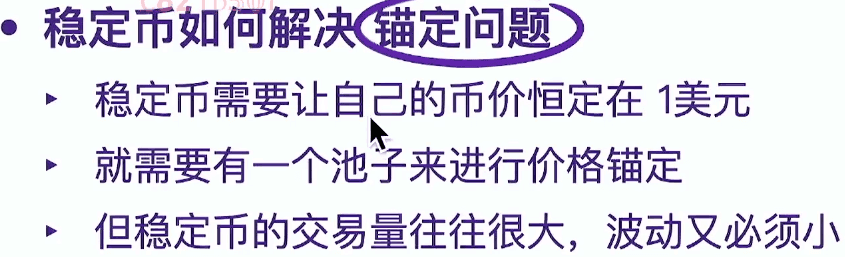 稳定币如何解决锚定问题
稳定币需要让自己的币价恒定在 1美元
就需要有一个池子来进行价格锚定
但稳定币的交易量往往很大，波动又必须小